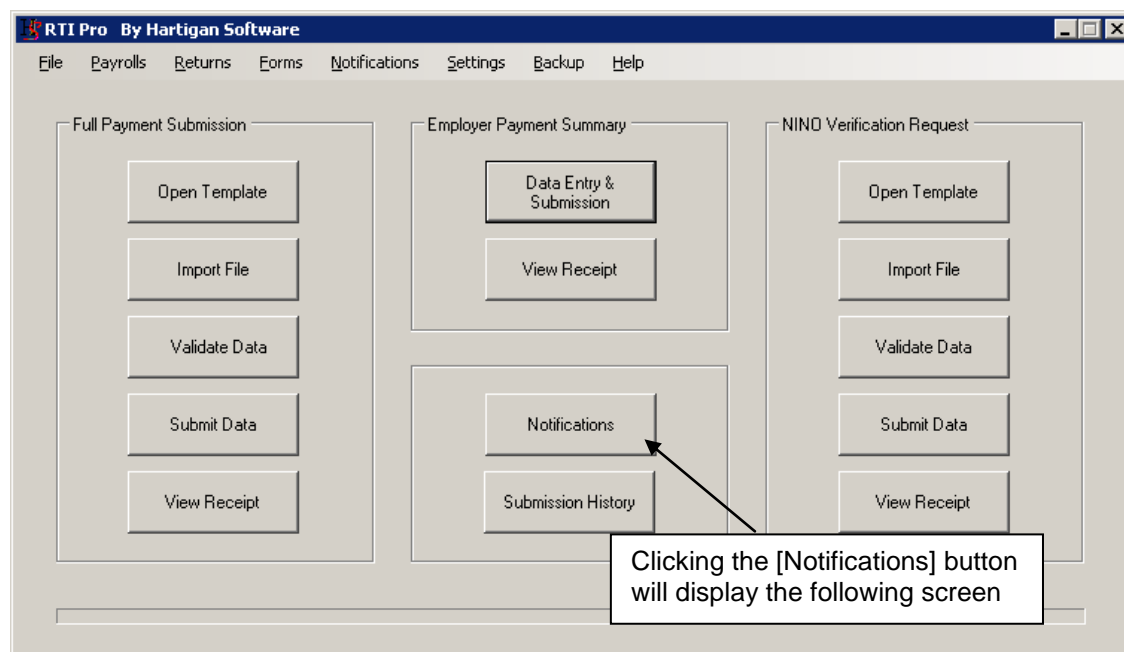 RTI Pro By Hartigan Software
File Payrolls Returns Forms Notifications Settings Backup Help
Full Payment Submission
Open Template
Import File
Validate Data
Submit Data
View Receipt
Employer Payment Summary
Data Entry &
Submission
View Receipt
Notifications
Submission History
NINO Verification Request
Open Template
Import File
Validate Data
Submit Data
View Receipt
Clicking the [Notifications] button
will display the following screen